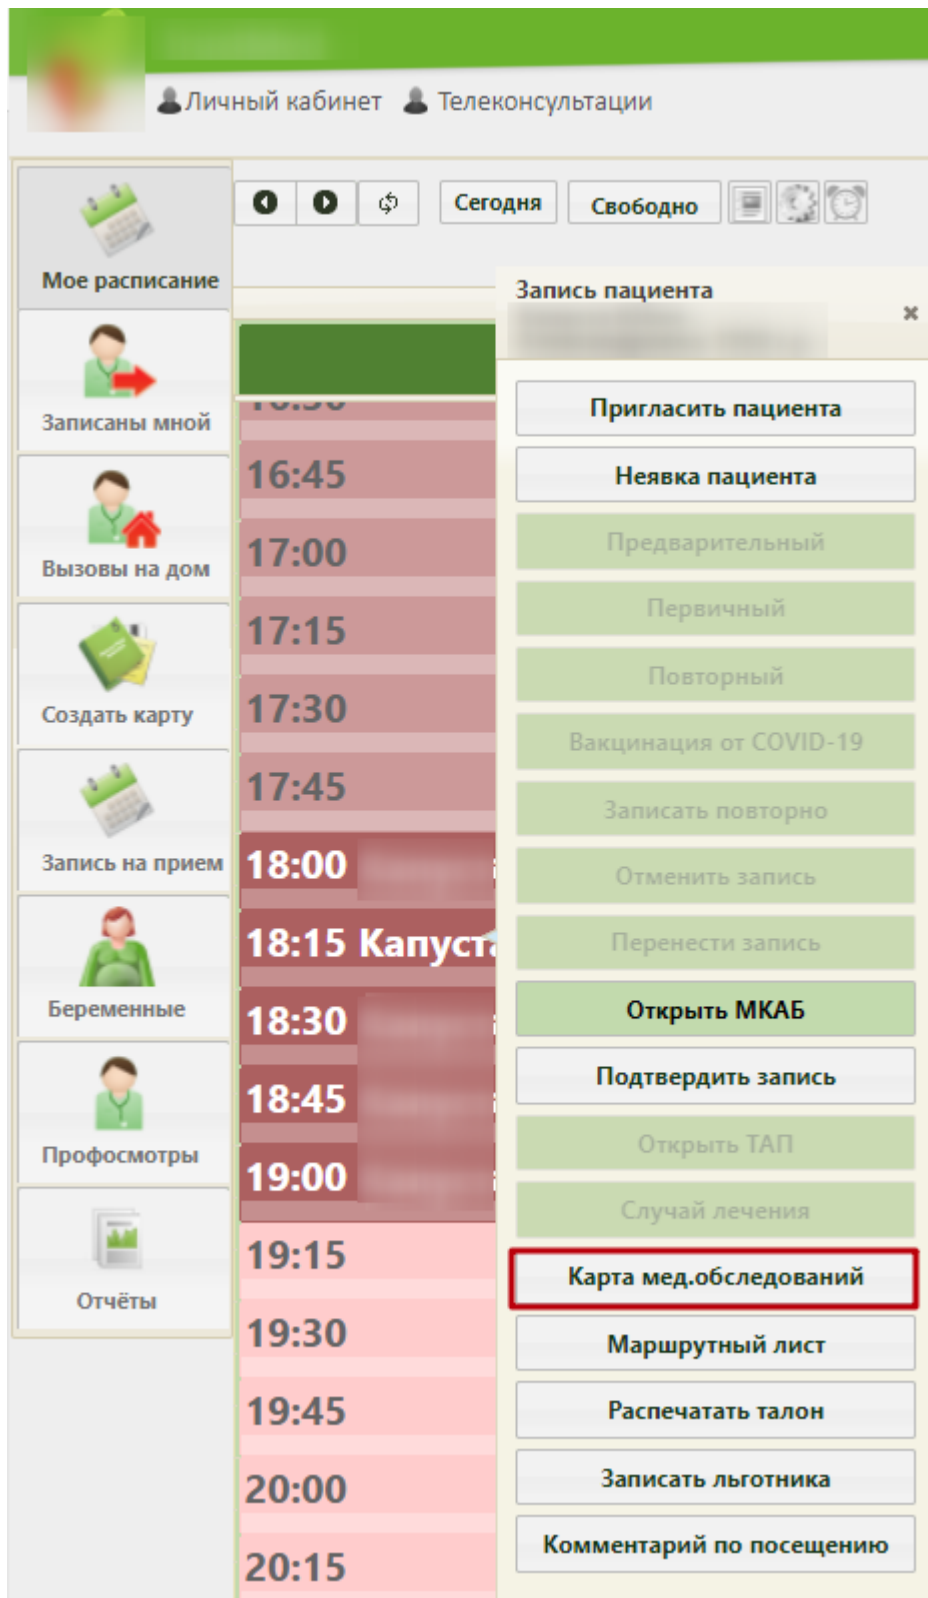 Личный кабинет Телеконсультации
Сегодня Свободно
Мое расписание
Записаны мной
Вызовы на дом
Создать карту
Запись на прием
Беременные
Профосмотры
Отчёты
16:45
17:00
17:15
17:30
17:45
18:00
18:15
18:30
18:45
19:00
19:15
19:30
19:45
20:00
20:15
Запись пациента
Пригласить пациента
Неявка пациента
Предварительный
Первичный
Повторный
Вакцинация от COVID-19
Записать повторно
Отменить запись
Перенести запись
Открыть МКАБ
Подтвердить запись
Открыть ТАП
Случай лечения
Карта мед.обследований
Маршрутный лист
Распечатать талон
Записать льготника
Комментарий по посещению